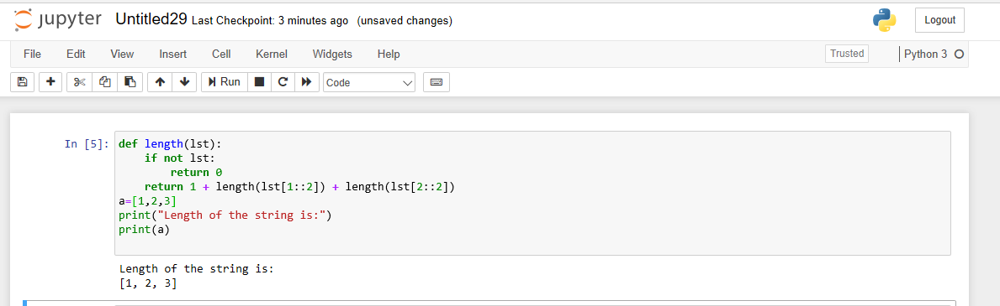 jupyter Untitled29 Last Checkpoint: 3 minutes ago (unsaved changes) Logout
File Edit View Insert Cell Kernel Widgets Help Trusted Python 3
Run Code
In [5]: def length(lst):
    if not lst:
        return 0
    return 1 + length(lst[1::2]) + length(lst[2::2])
a=[1,2,3]
print("Length of the string is:")
print(a)
Length of the string is:
[1, 2, 3]